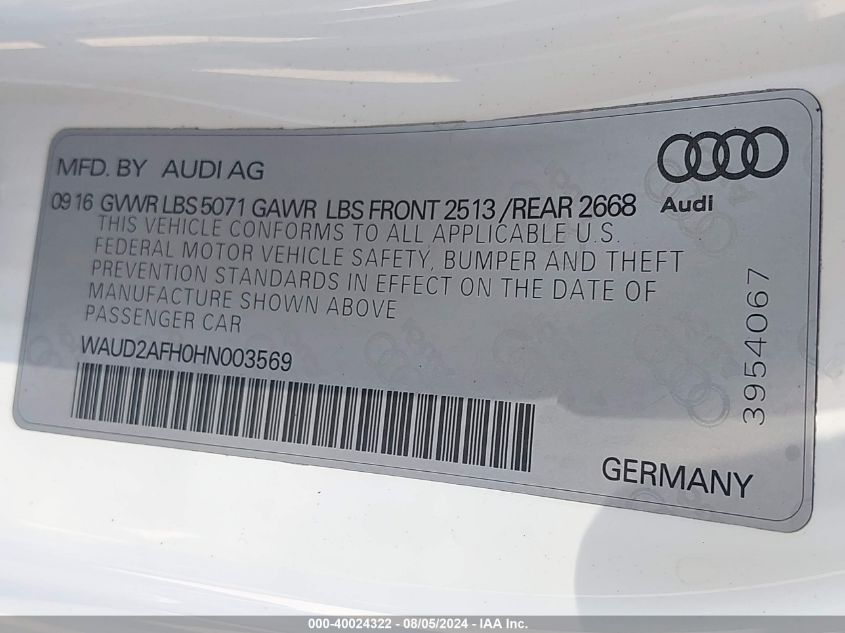 MFD. BY AUDI AG
Audi
09 16 GVWR LBS 5071 GAWR LBS FRONT 2513 /REAR 2668
THIS VEHICLE CONFORMS TO ALL APPLICABLE U.S.
FEDERAL MOTOR VEHICLE SAFETY, BUMPER AND THEFT
PREVENTION STANDARDS IN EFFECT ON THE DATE OF
MANUFACTURE SHOWN ABOVE
PASSENGER CAR
WAUD2AFH0HN003569
3954067
GERMANY
000-40024322 - 08/05/2024 - IAA Inc.